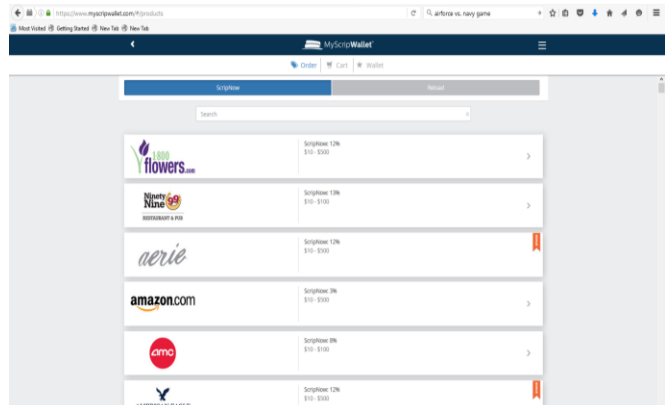 https://www.myscripwallet.com/#/products
airforce vs. navy game
Most Visited
Getting Started
New Tab
New Tab
MyScripWallet
Order
Cart
Wallet
ScripNow
Reload
Search
1800
flowers.com
ScripNow: 12%
$10 - $500
Ninety
Nine 99
RESTAURANT & PUB
ScripNow: 13%
$10 - $100
aerie
ScripNow: 12%
$10 - $500
amazon.com
ScripNow: 3%
$10 - $500
amc
ScripNow: 8%
$10 - $100
ScripNow: 12%
$10 - $500